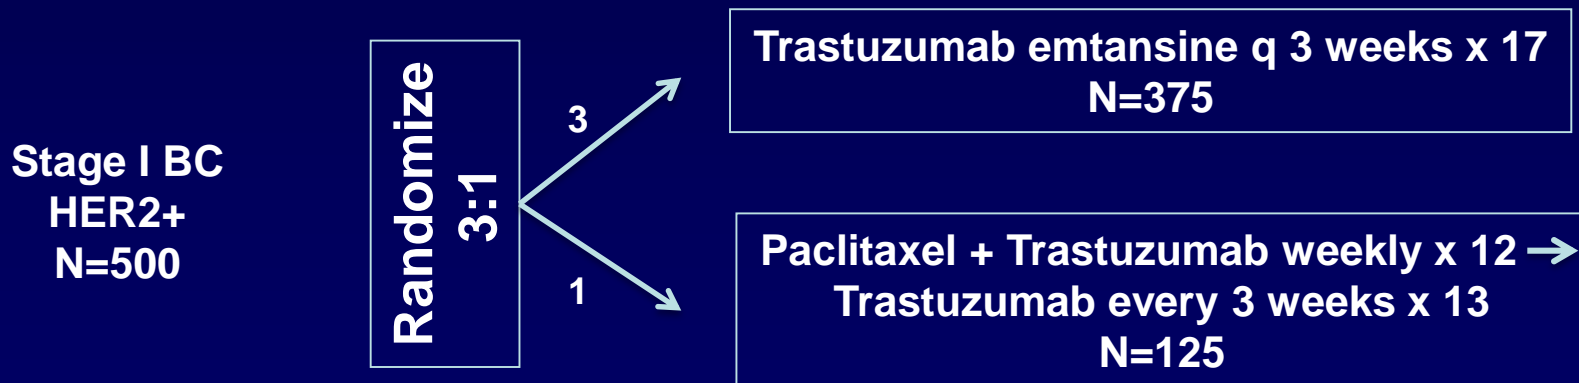 Stage I BC
HER2+
N=500
Randomize
3:1
3
1
Trastuzumab emtansine q 3 weeks x 17
N=375
Paclitaxel + Trastuzumab weekly x 12 →
Trastuzumab every 3 weeks x 13
N=125